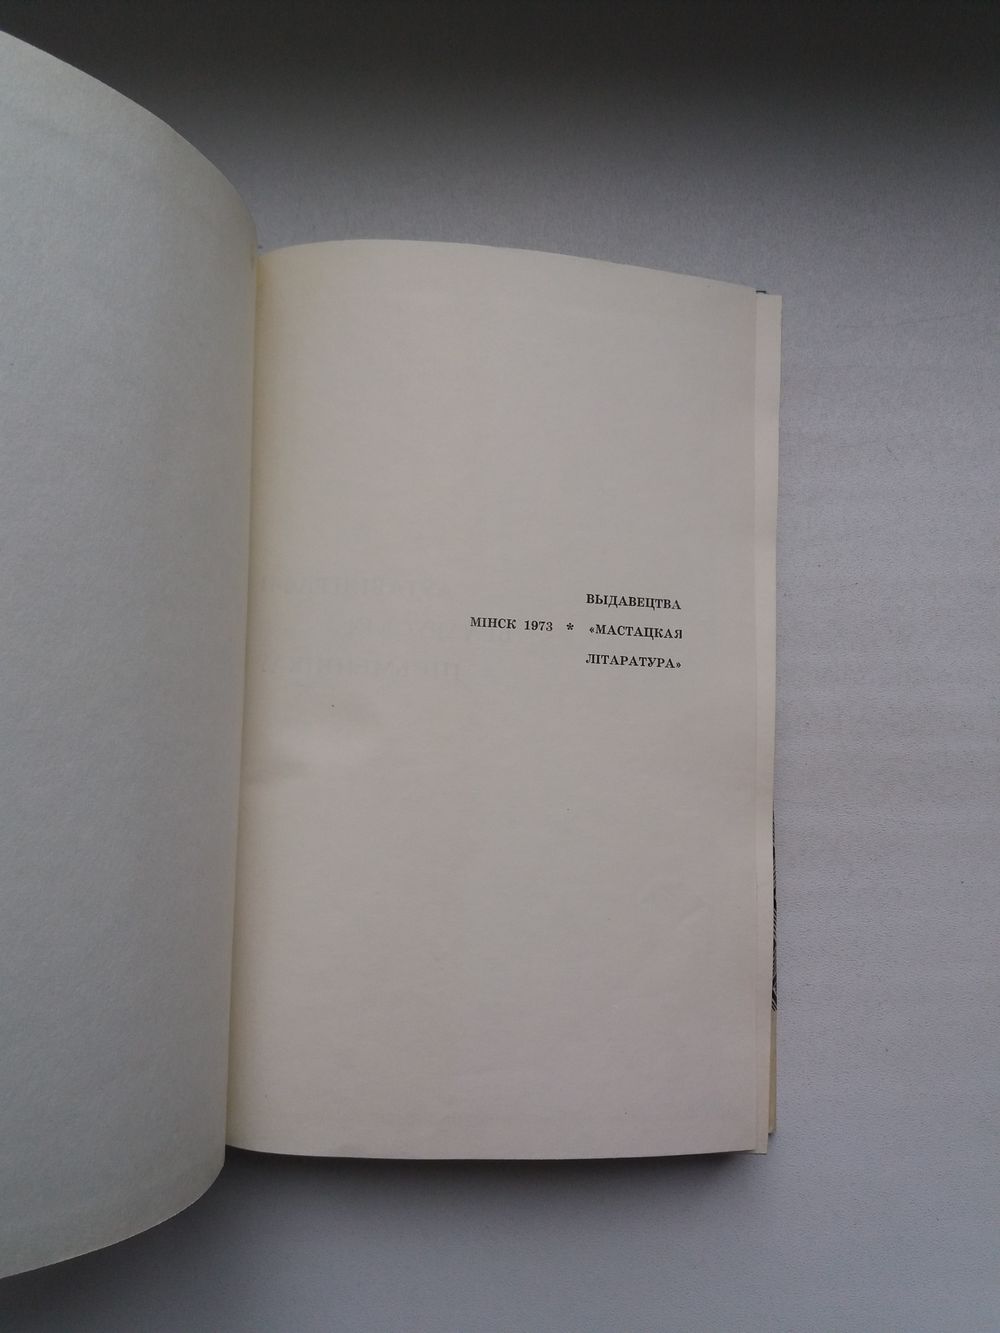 ВЫДАВЕЦТВА
МІНСК 1973 * «МАСТАЦКАЯ
ЛІТАРАТУРА»